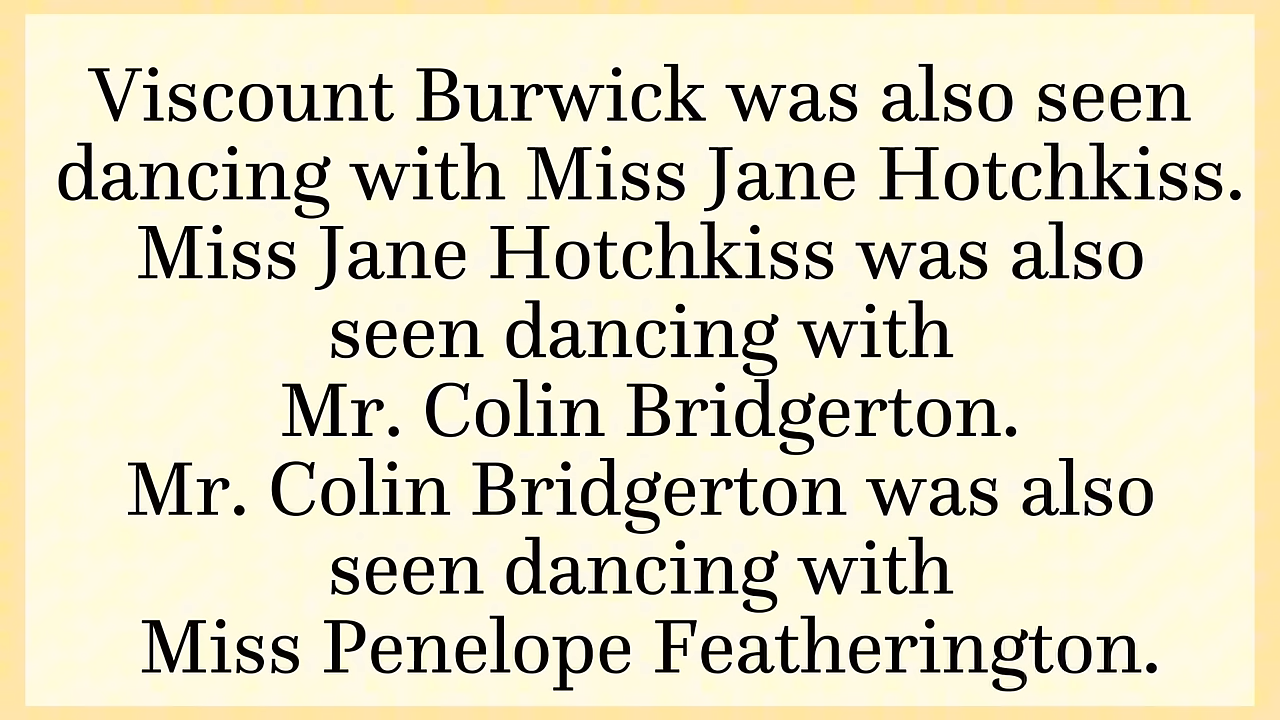 Viscount Burwick was also seen
dancing with Miss Jane Hotchkiss.
Miss Jane Hotchkiss was also
seen dancing with
Mr. Colin Bridgerton.
Mr. Colin Bridgerton was also
seen dancing with
Miss Penelope Featherington.